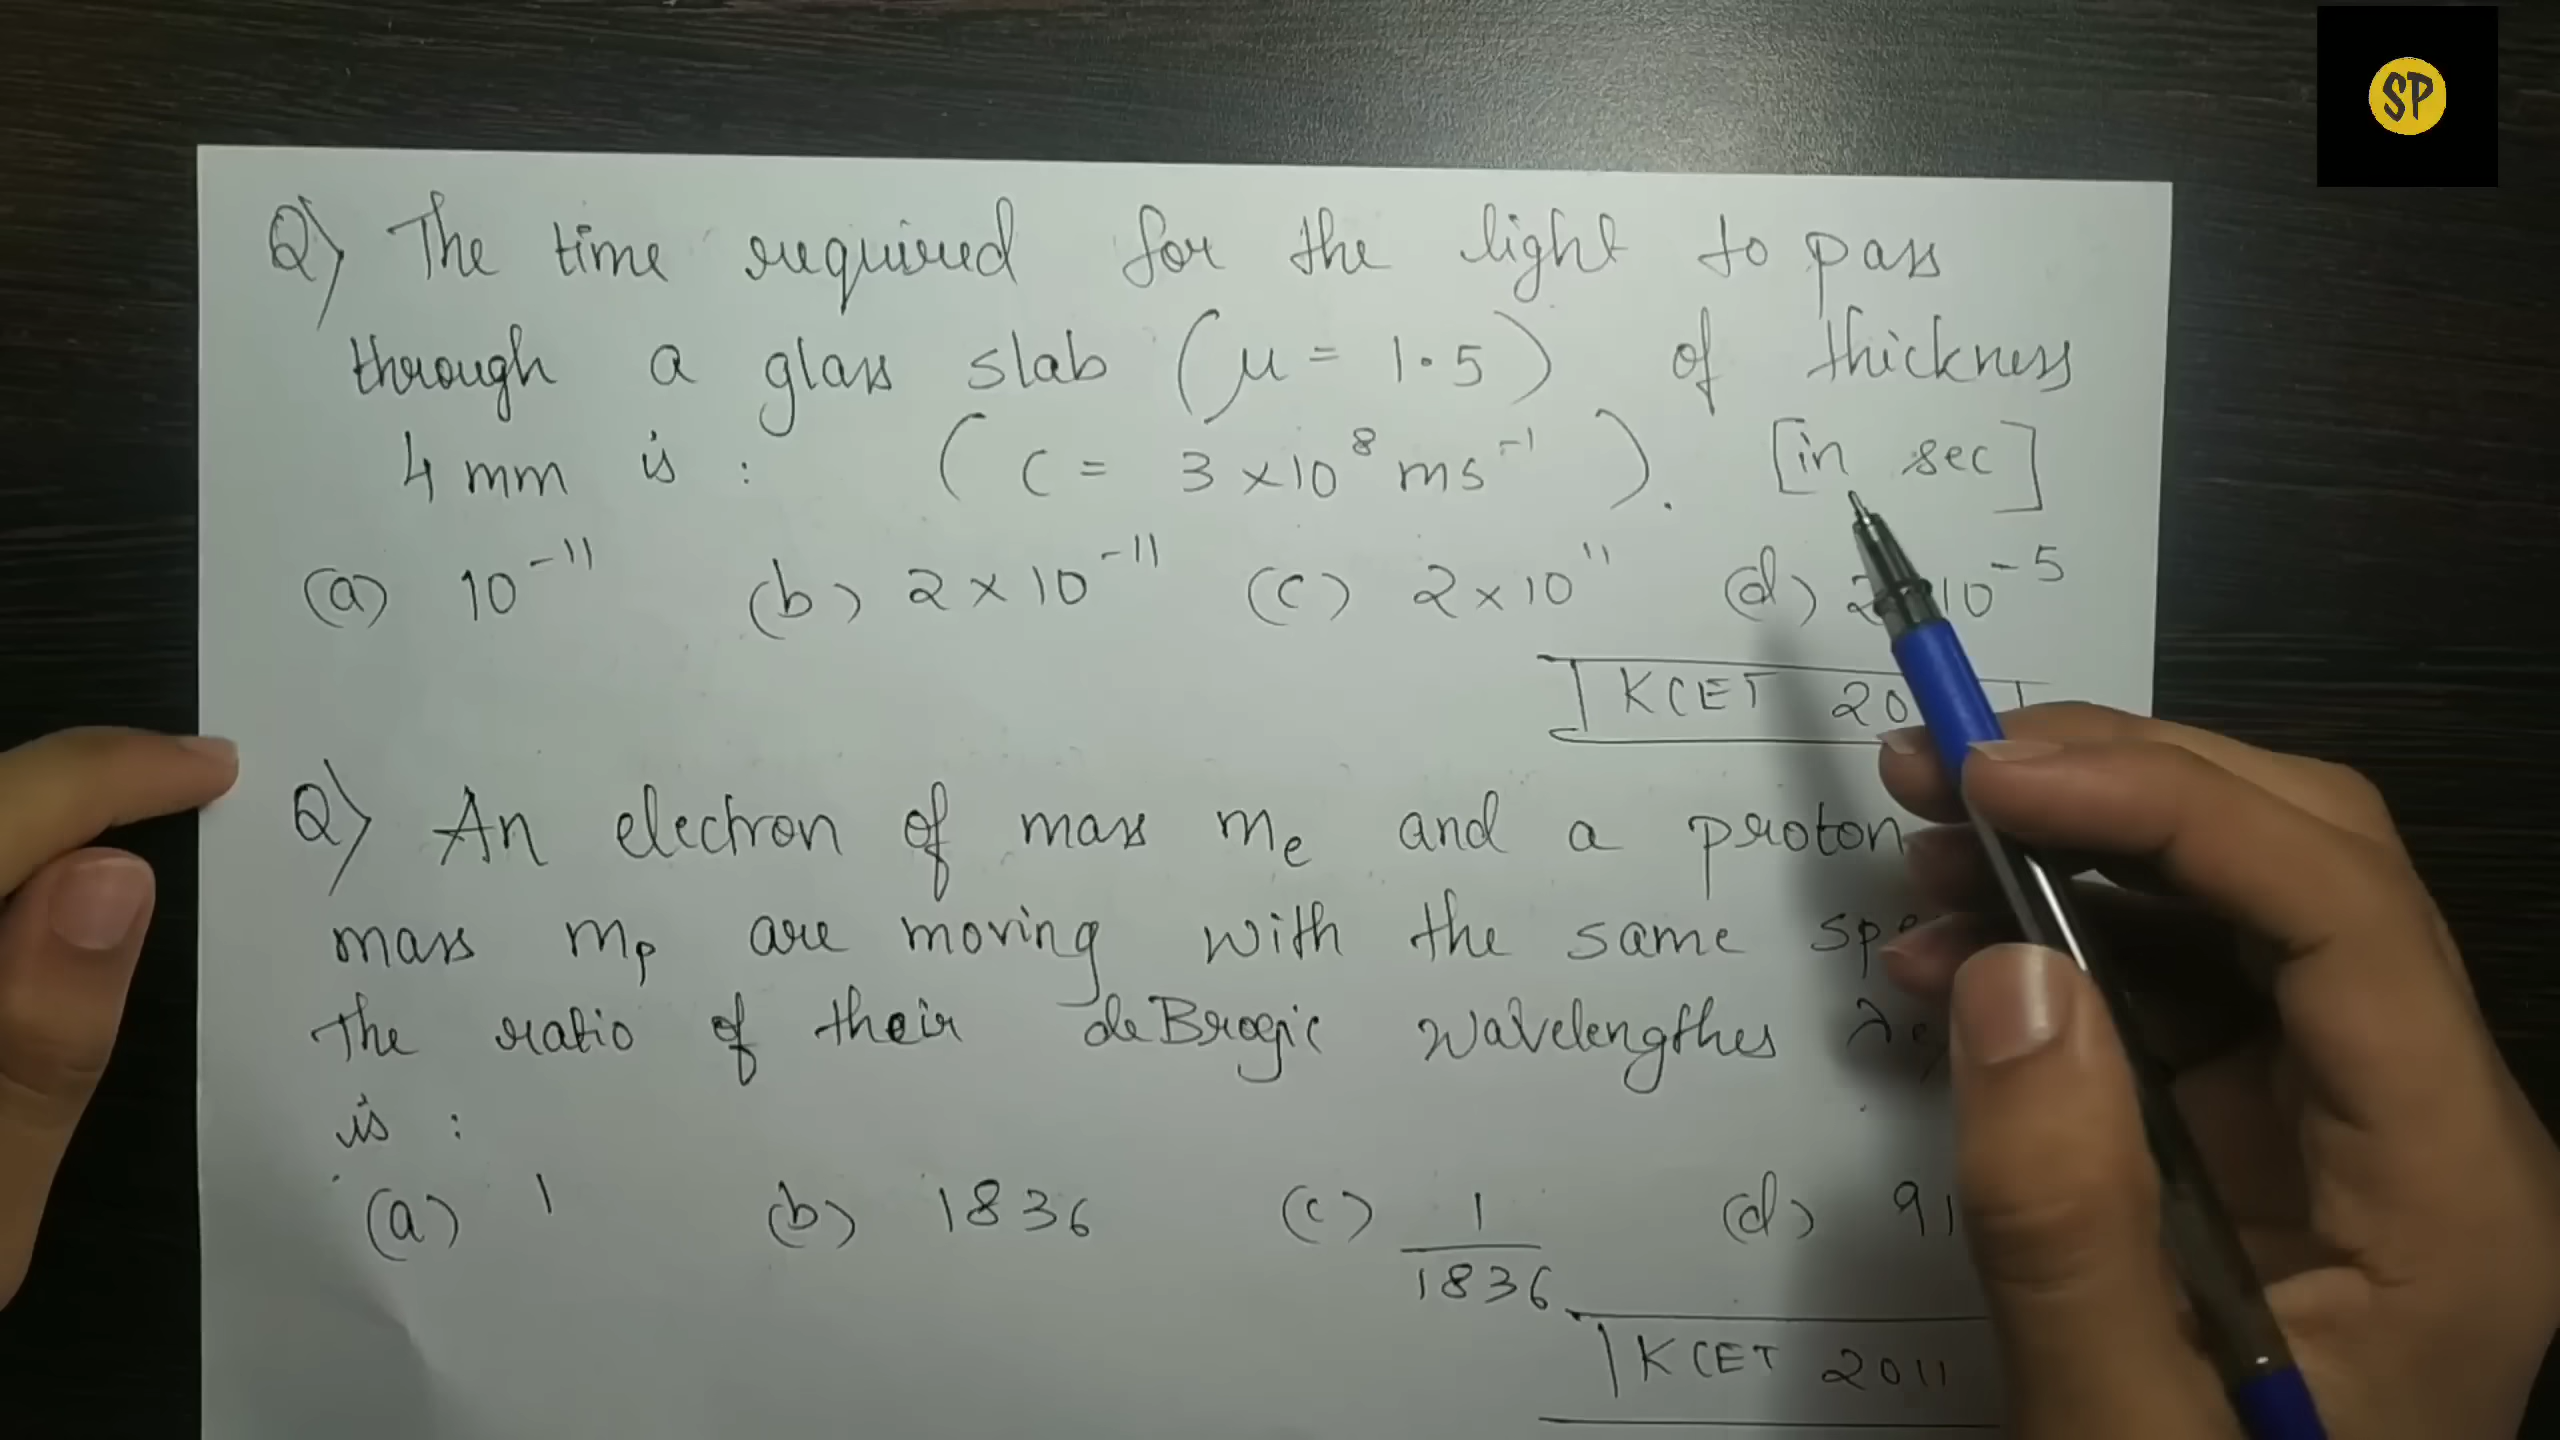 SP
Q) The time required for the light to pass
through a glass slab (μ = 1.5) of thickness
4 mm is : (c = 3 × 10⁸ ms⁻¹). [in sec]
(a) 10⁻¹¹ (b) 2 × 10⁻¹¹ (c) 2 × 10¹¹ (d) 2 10⁻⁵
KCET
Q) An electron of mass mₑ and a proton
mass mₚ are moving with the same
The ratio of their deBrogie wavelengthes
is :
(a) 1 (b) 1836 (c) 1/1836 (d)
KCET 2011